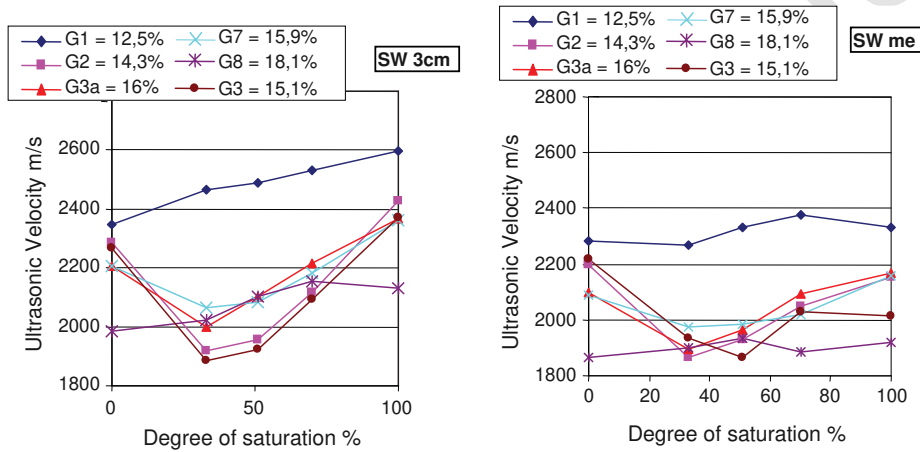 G1 = 12,5% G7 = 15,9%
G2 = 14,3% G8 = 18,1%
G3a = 16% G3 = 15,1%
SW 3cm
2600
2400
2200
2000
1800
0 50 100
Ultrasonic Velocity m/s
Degree of saturation %
G1 = 12,5% G7 = 15,9%
G2 = 14,3% G8 = 18,1%
G3a = 16% G3 = 15,1%
SW me
2800
2600
2400
2200
2000
1800
0 20 40 60 80 100
Ultrasonic Velocity m/s
Degree of saturation %